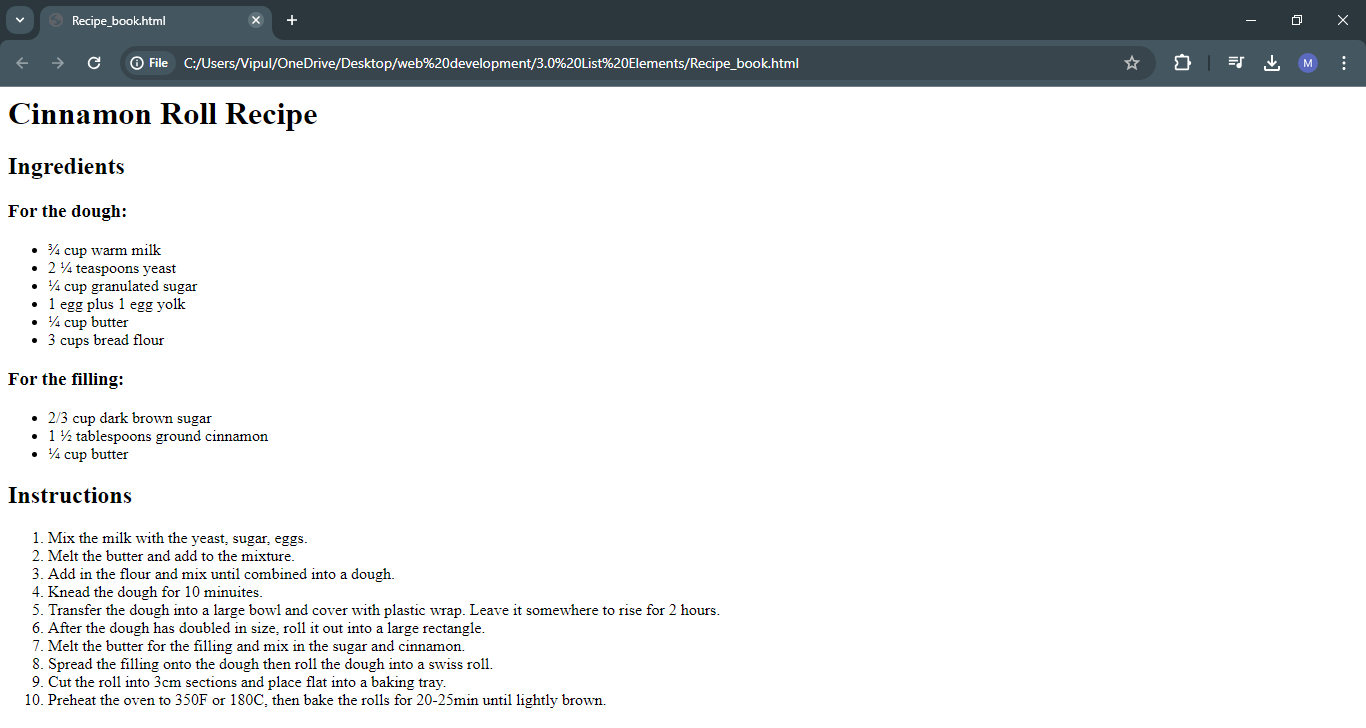 Recipe_book.html
File
C:/Users/Vipul/OneDrive/Desktop/web%20development/3.0%20List%20Elements/Recipe_book.html
M
Cinnamon Roll Recipe
Ingredients
For the dough:
• ¾ cup warm milk
• 2 ¼ teaspoons yeast
• ¼ cup granulated sugar
• 1 egg plus 1 egg yolk
• ¼ cup butter
• 3 cups bread flour
For the filling:
• 2/3 cup dark brown sugar
• 1 ½ tablespoons ground cinnamon
• ¼ cup butter
Instructions
1. Mix the milk with the yeast, sugar, eggs.
2. Melt the butter and add to the mixture.
3. Add in the flour and mix until combined into a dough.
4. Knead the dough for 10 minuites.
5. Transfer the dough into a large bowl and cover with plastic wrap. Leave it somewhere to rise for 2 hours.
6. After the dough has doubled in size, roll it out into a large rectangle.
7. Melt the butter for the filling and mix in the sugar and cinnamon.
8. Spread the filling onto the dough then roll the dough into a swiss roll.
9. Cut the roll into 3cm sections and place flat into a baking tray.
10. Preheat the oven to 350F or 180C, then bake the rolls for 20-25min until lightly brown.